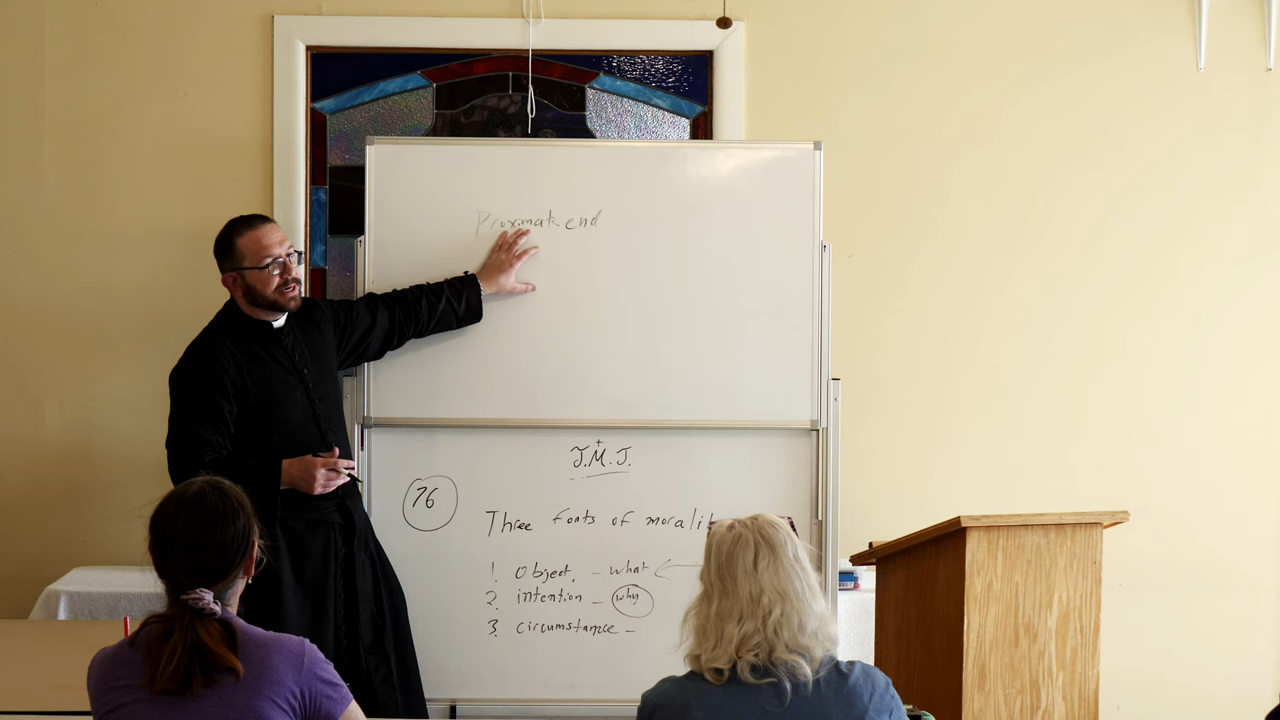 Proximate end
J.M.J.
76
Three fonts of moralit
1. Object. - what
2. intention - why
3. circumstance -